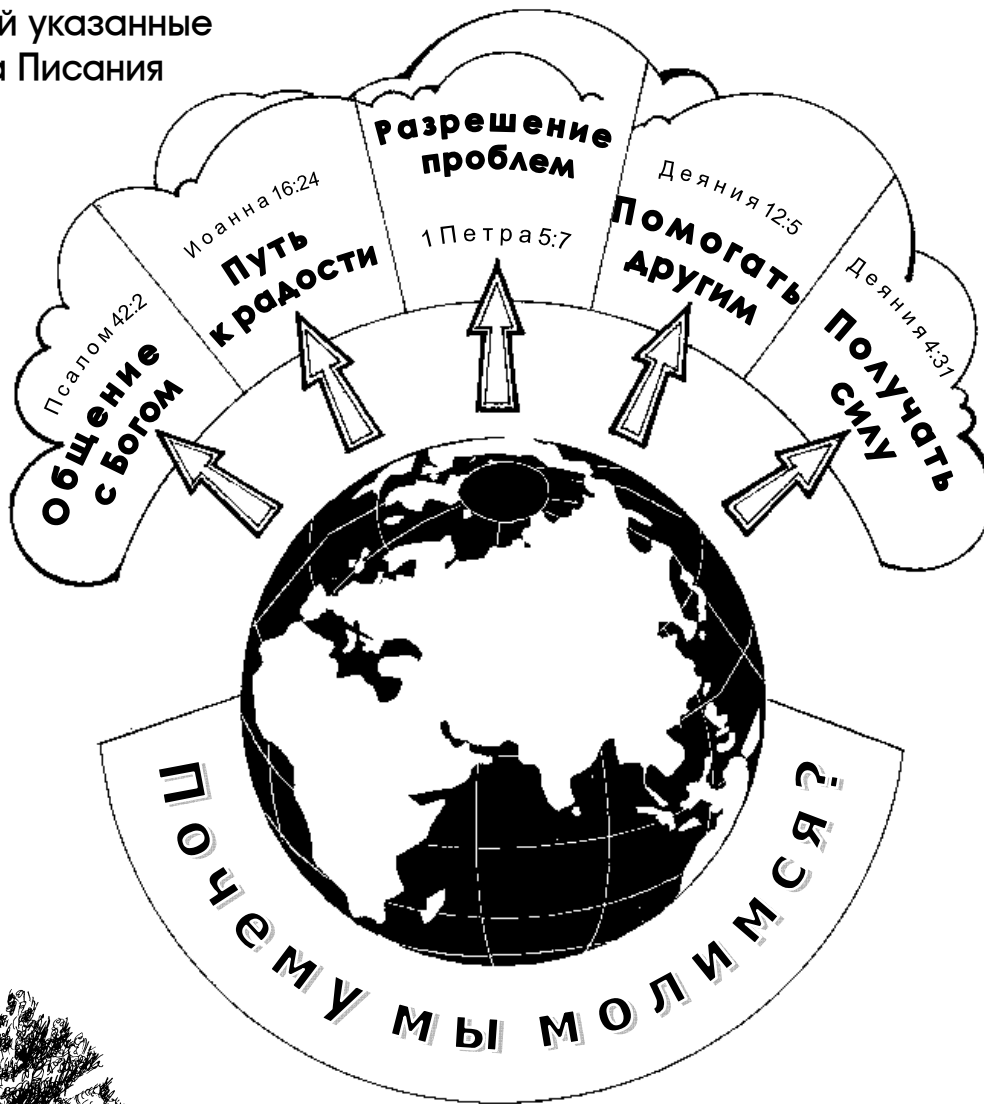 й указанные
а Писания
Псалом 42:2
Общение
с Богом
Иоанна 16:24
Путь
к радости
Разрешение
проблем
1 Петра 5:7
Деяния 12:5
Помогать
другим
Деяния 4:31
Получать
силу
Почему мы молимся?